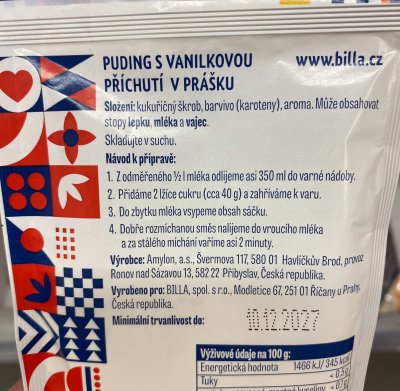 PUDING S VANILKOVOU
www.billa.cz
PŘÍCHUTÍ V PRÁŠKU
Složení: kukuřičný škrob, barvivo (karoteny), aroma. Může obsahovat
stopy lepku, mléka a vajec.
Skladujte v suchu.
Návod k přípravě:
1. Z odměřeného ½ l mléka odlijeme asi 350 ml do varné nádoby.
2. Přidáme 2 lžíce cukru (cca 40 g) a zahříváme k varu.
3. Do zbytku mléka vsypeme obsah sáčku.
4. Dobře rozmíchanou směs nalijeme do vroucího mléka
a za stálého míchání vaříme asi 2 minuty.
Výrobce: Amylon, a.s., Švermova 117, 580 01 Havlíčkův Brod, provoz
Ronov nad Sázavou 13, 582 22 Přibyslav, Česká republika.
Vyrobeno pro: BILLA, spol. s r.o., Modletice 67, 251 01 Říčany u Prahy,
Česká republika.
Minimální trvanlivost do: 10.12.2027
Výživové údaje na 100 g:
Energetická hodnota 1466 kJ/ 345 kcal
Tuky < 0,5 g